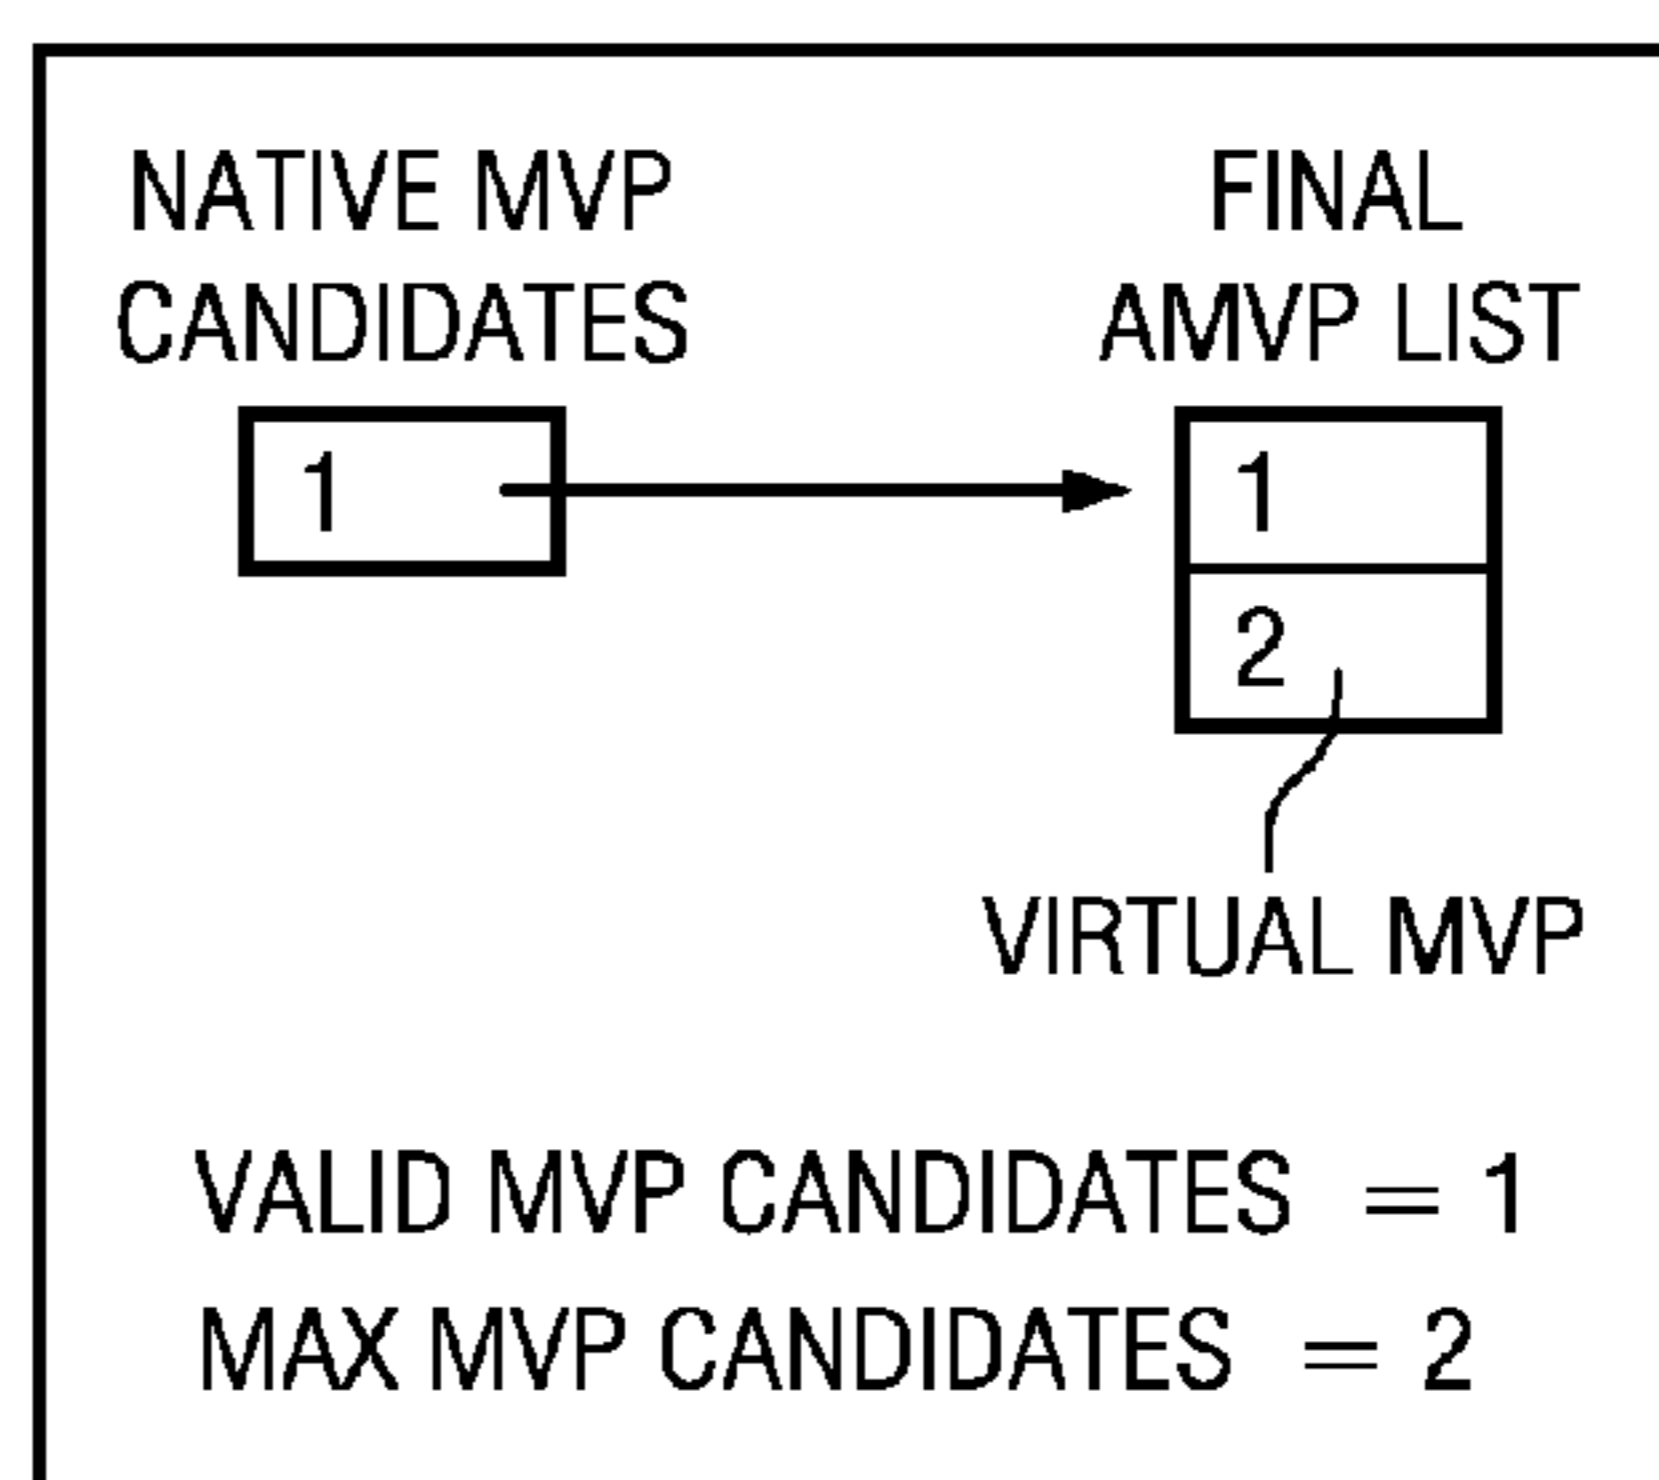 NATIVE MVP
CANDIDATES
FINAL
AMVP LIST
1
1
2
VIRTUAL MVP
VALID MVP CANDIDATES = 1
MAX MVP CANDIDATES = 2